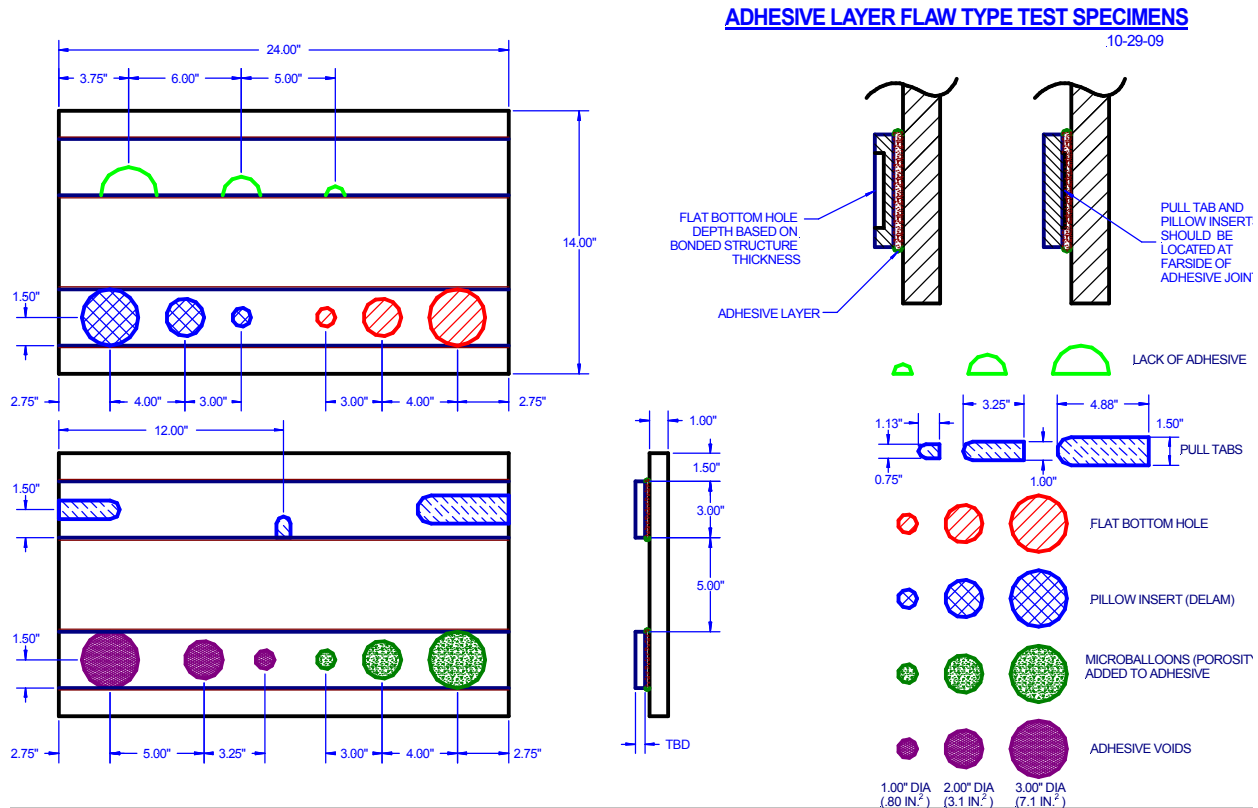 ADHESIVE LAYER FLAW TYPE TEST SPECIMENS
10-29-09
24.00"
3.75"
6.00"
5.00"
14.00"
1.50"
2.75"
4.00"
3.00"
3.00"
4.00"
2.75"
FLAT BOTTOM HOLE
DEPTH BASED ON
BONDED STRUCTURE
THICKNESS
ADHESIVE LAYER
PULL TAB AND
PILLOW INSERT
SHOULD BE
LOCATED AT
FARSIDE OF
ADHESIVE JOIN
LACK OF ADHESIVE
1.13"
3.25"
4.88"
1.50"
0.75"
1.00"
PULL TABS
FLAT BOTTOM HOLE
PILLOW INSERT (DELAM)
MICROBALLOONS (POROSITY
ADDED TO ADHESIVE
ADHESIVE VOIDS
1.00" DIA
(.80 IN.²)
2.00" DIA
(3.1 IN.²)
3.00" DIA
(7.1 IN.²)
12.00"
1.50"
1.50"
2.75"
5.00"
3.25"
3.00"
4.00"
2.75"
1.00"
1.50"
3.00"
5.00"
TBD